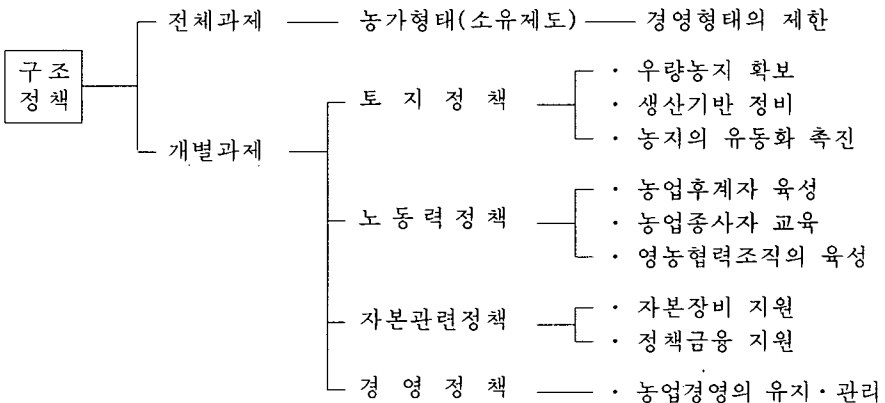 전체과제 농가형태(소유제도) 경영형태의 제한
구조
정책
토지정책 · 우량농지 확보
· 생산기반 정비
개별과제 · 농지의 유동화 촉진
· 농업후계자 육성
노동력정책 · 농업종사자 교육
· 영농협력조직의 육성
자본관련정책 · 자본장비 지원
· 정책금융 지원
경영정책 · 농업경영의 유지·관리